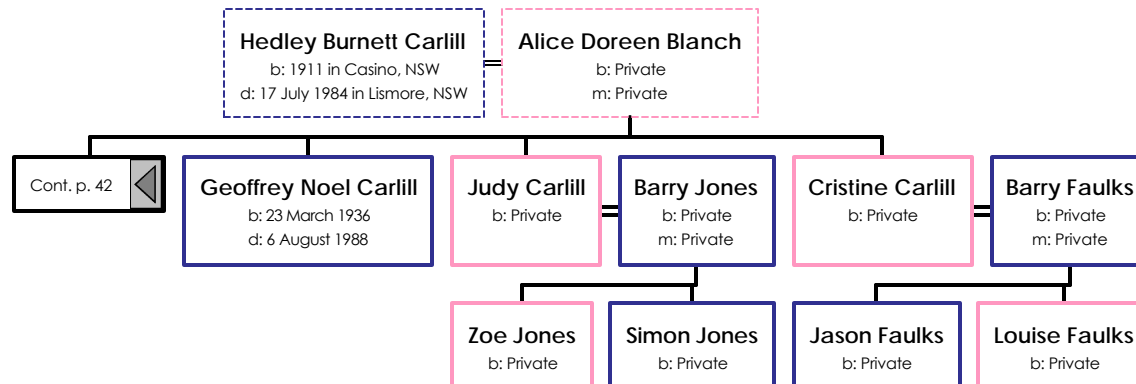 Hedley Burnett Carlill
b: 1911 in Casino, NSW
d: 17 July 1984 in Lismore, NSW
Alice Doreen Blanch
b: Private
m: Private
Cont. p. 42
Geoffrey Noel Carlill
b: 23 March 1936
d: 6 August 1988
Judy Carlill
b: Private
Barry Jones
b: Private
m: Private
Cristine Carlill
b: Private
Barry Faulks
b: Private
m: Private
Zoe Jones
b: Private
Simon Jones
b: Private
Jason Faulks
b: Private
Louise Faulks
b: Private